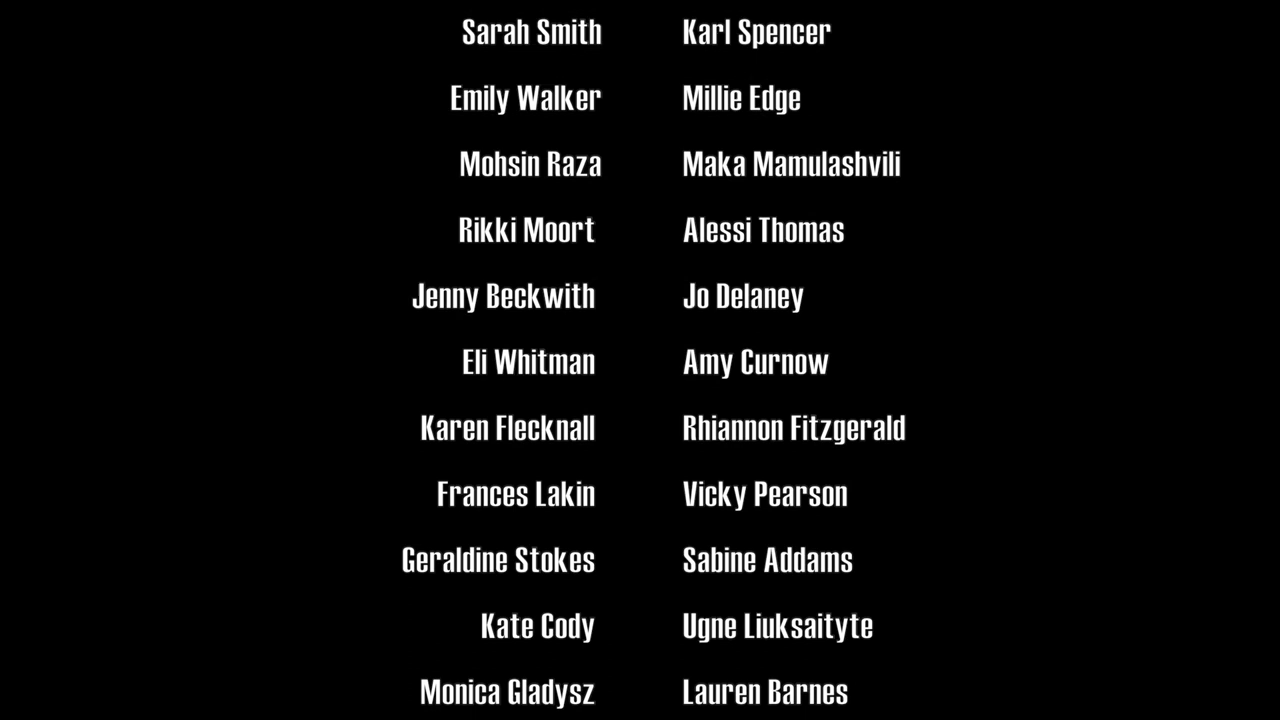 Sarah Smith Karl Spencer
Emily Walker Millie Edge
Mohsin Raza Maka Mamulashvili
Rikki Moort Alessi Thomas
Jenny Beckwith Jo Delaney
Eli Whitman Amy Curnow
Karen Flecknall Rhiannon Fitzgerald
Frances Lakin Vicky Pearson
Geraldine Stokes Sabine Addams
Kate Cody Ugne Liuksaityte
Monica Gladysz Lauren Barnes